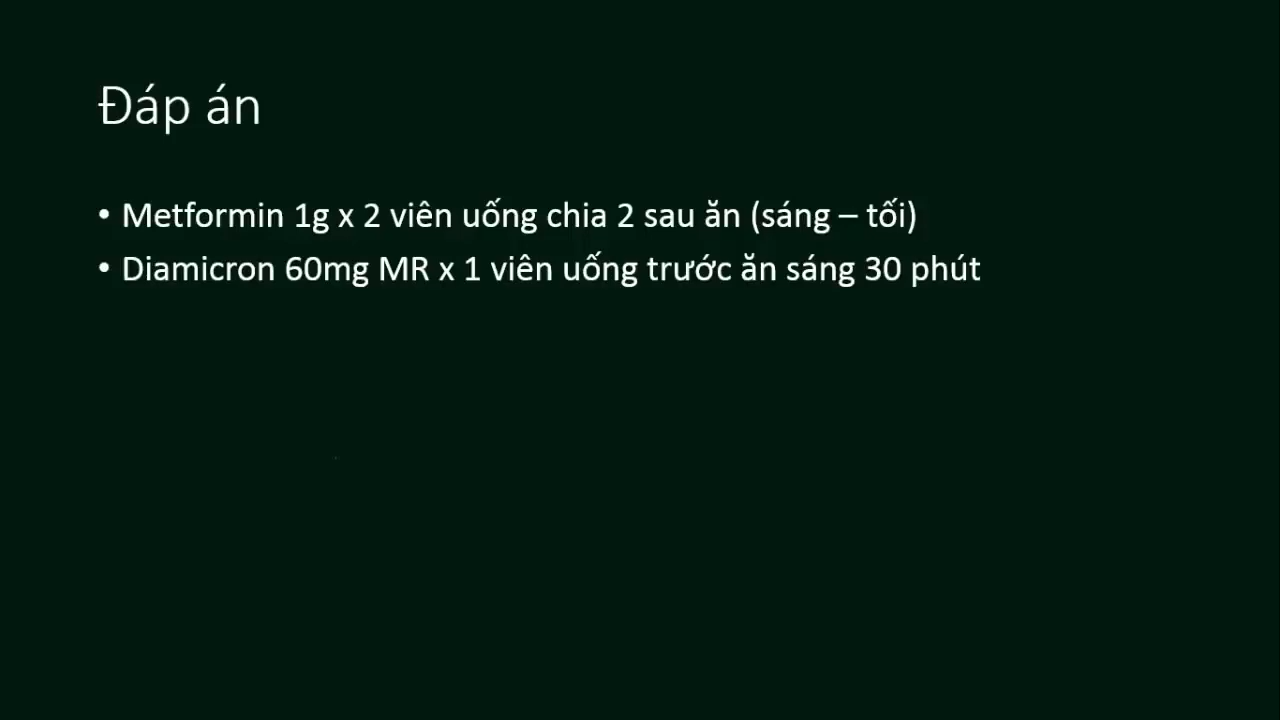 Đáp án
• Metformin 1g x 2 viên uống chia 2 sau ăn (sáng – tối)
• Diamicron 60mg MR x 1 viên uống trước ăn sáng 30 phút